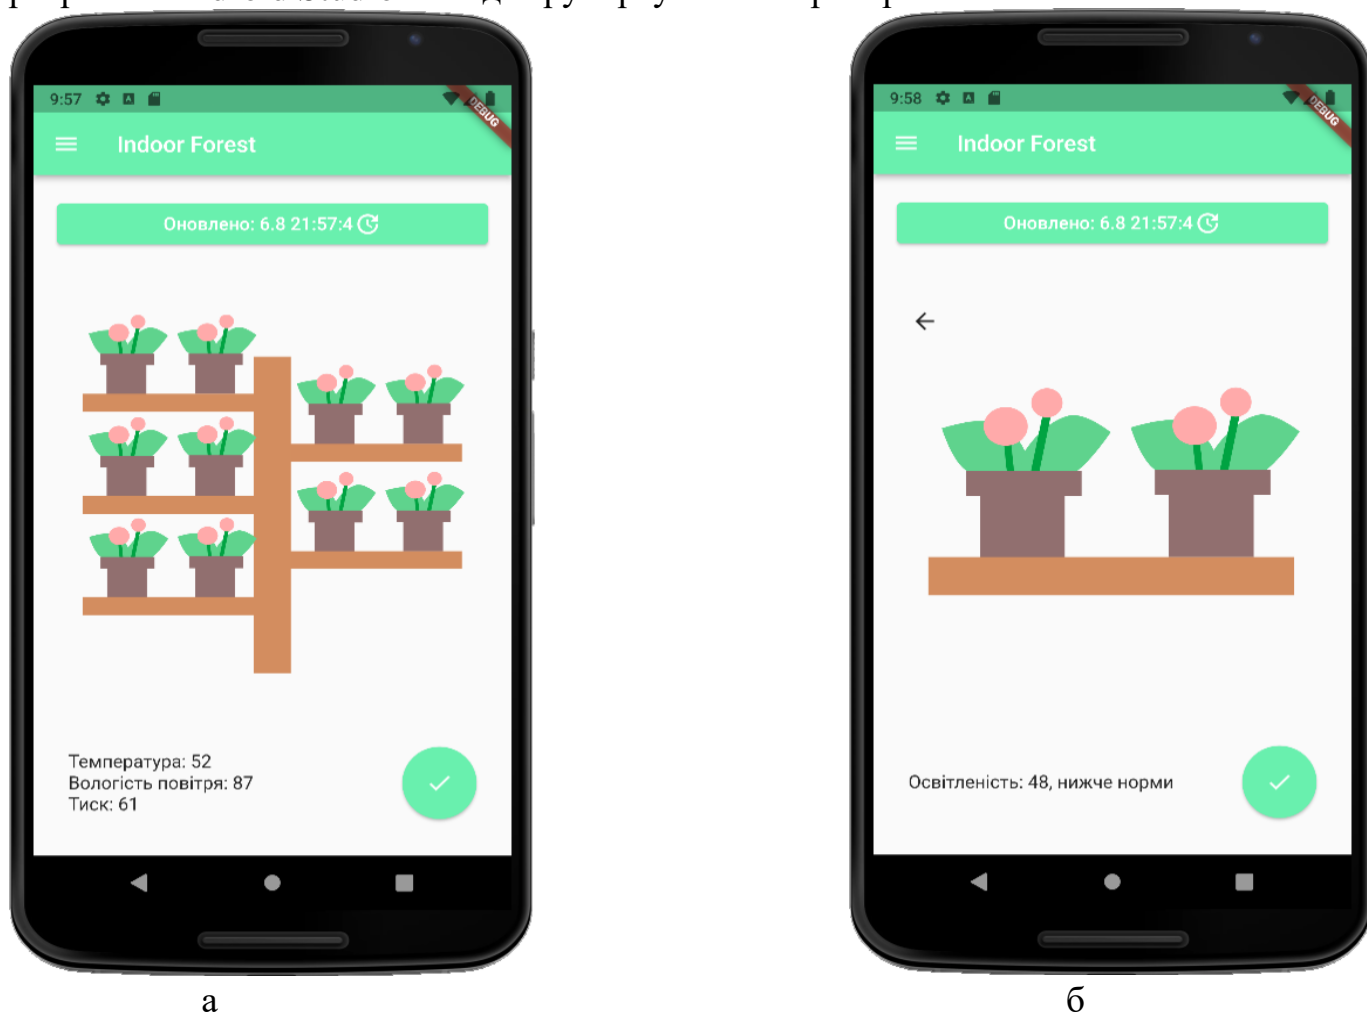 9:57
DEBUG
Indoor Forest
Оновлено: 6.8 21:57:4
Температура: 52
Вологість повітря: 87
Тиск: 61
а
9:58
DEBUG
Indoor Forest
Оновлено: 6.8 21:57:4
Освітленість: 48, нижче норми
б